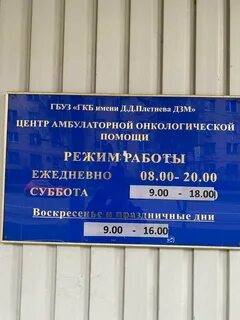 ГБУЗ «ГКБ имени Д.Д.Плетнева ДЗМ»
ЦЕНТР АМБУЛАТОРНОЙ ОНКОЛОГИЧЕСКОЙ
ПОМОЩИ
РЕЖИМ РАБОТЫ
ЕЖЕДНЕВНО 08.00- 20.00
СУББОТА 9.00 - 18.00
Воскресенье и праздничные дни
9.00 - 16.00